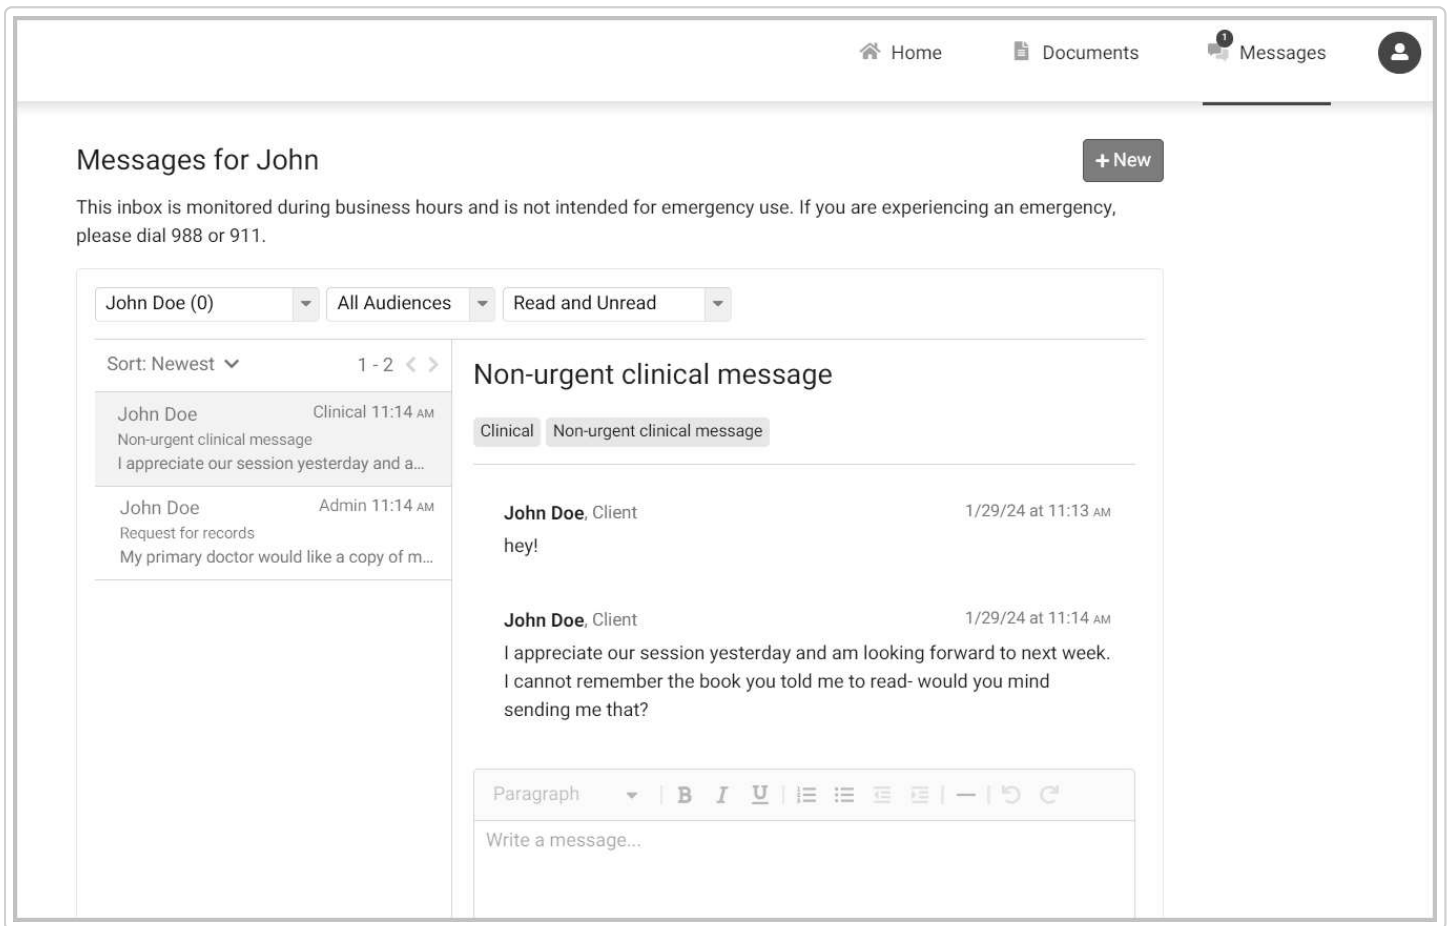 Home
Documents
1
Messages
Messages for John
+ New
This inbox is monitored during business hours and is not intended for emergency use. If you are experiencing an emergency,
please dial 988 or 911.
John Doe (0)
All Audiences
Read and Unread
Sort: Newest
1 - 2
John Doe Clinical 11:14 AM
Non-urgent clinical message
I appreciate our session yesterday and a...
John Doe Admin 11:14 AM
Request for records
My primary doctor would like a copy of m...
Non-urgent clinical message
Clinical Non-urgent clinical message
John Doe, Client 1/29/24 at 11:13 AM
hey!
John Doe, Client 1/29/24 at 11:14 AM
I appreciate our session yesterday and am looking forward to next week.
I cannot remember the book you told me to read- would you mind
sending me that?
Paragraph B I U
Write a message...